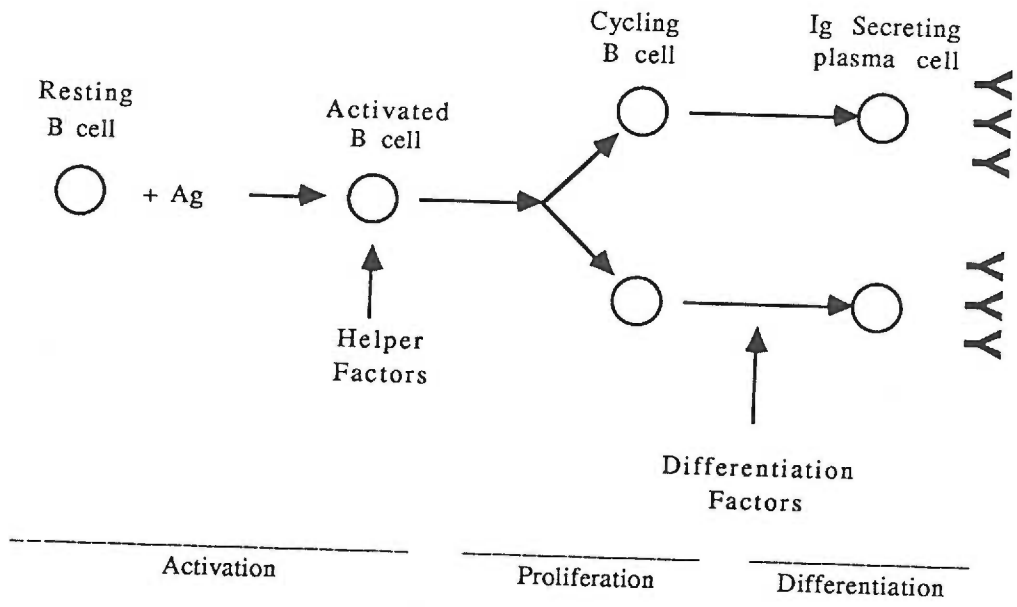 Resting
B cell
+ Ag
Activated
B cell
Helper
Factors
Cycling
B cell
Ig Secreting
plasma cell
Differentiation
Factors
Activation
Proliferation
Differentiation